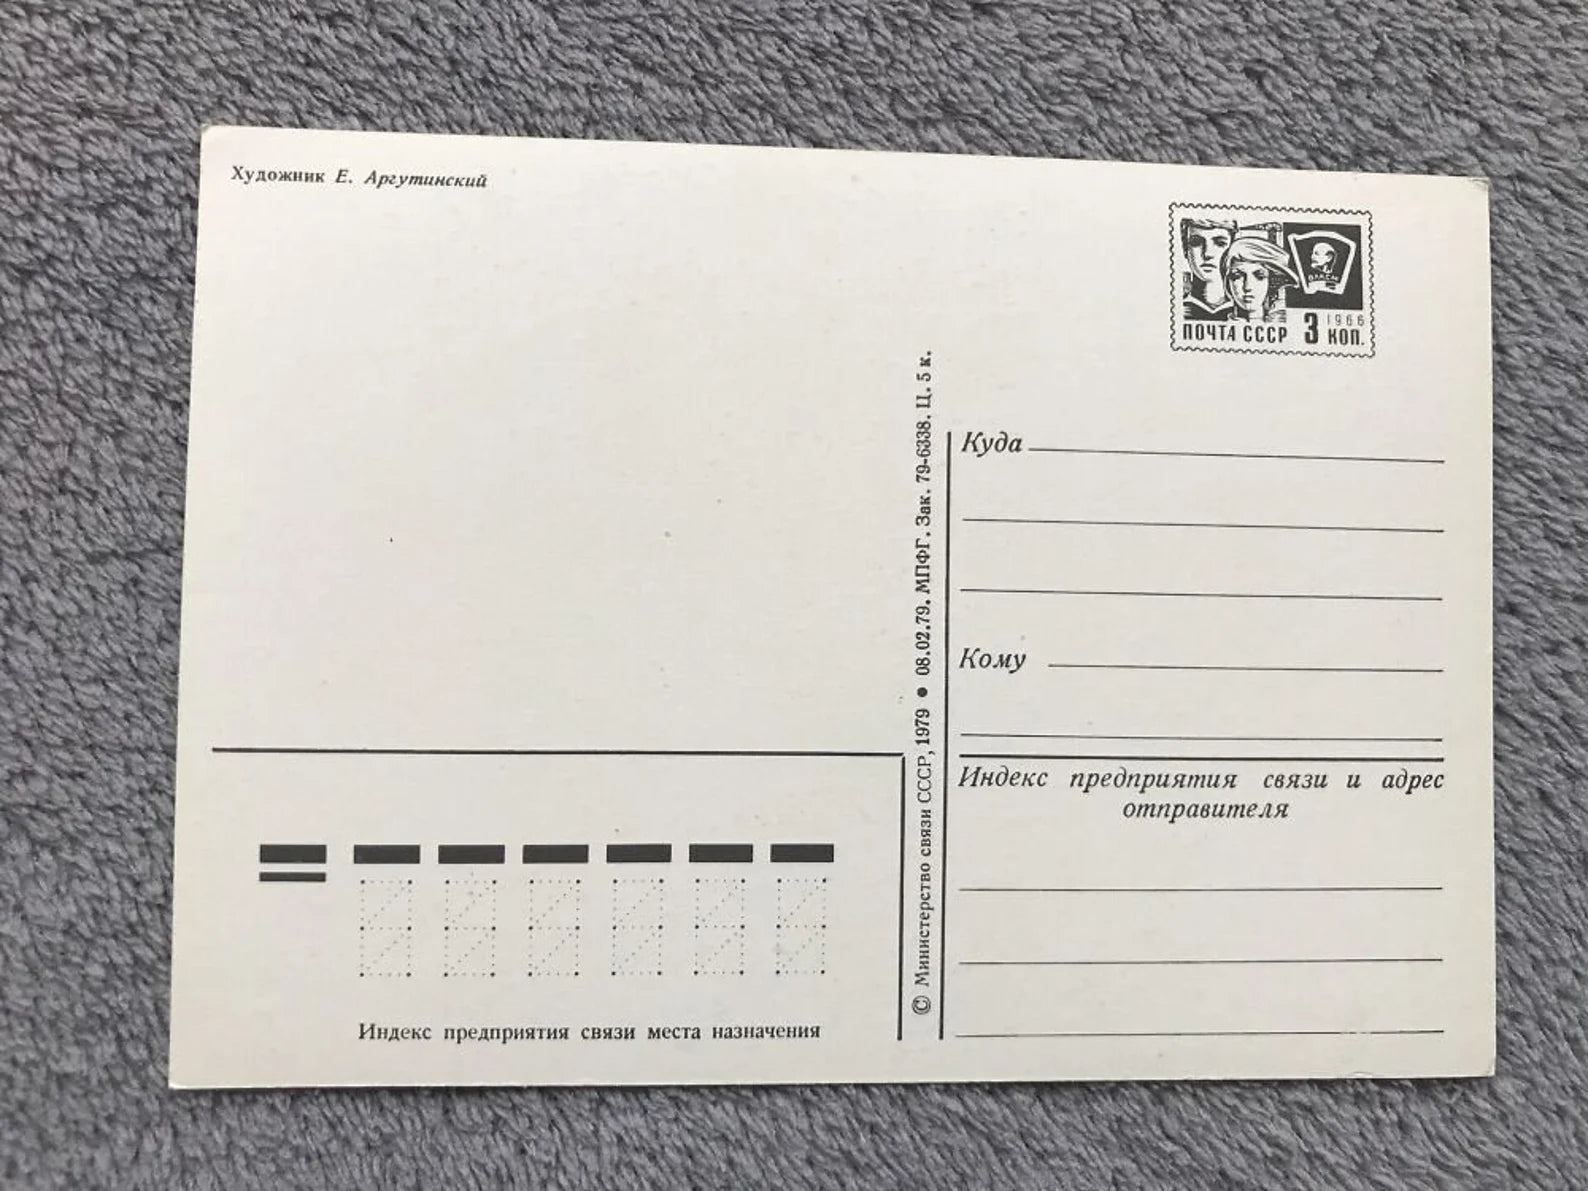 Художник Е. Аргутинский
ВЛКСМ
1966
ПОЧТА СССР 3 КОП.
© Министерство связи СССР, 1979 ● 08.02.79. МПФГ. Зак. 79-6338. Ц. 5 к.
Куда
Кому
Индекс предприятия связи и адрес
отправителя
Индекс предприятия связи места назначения